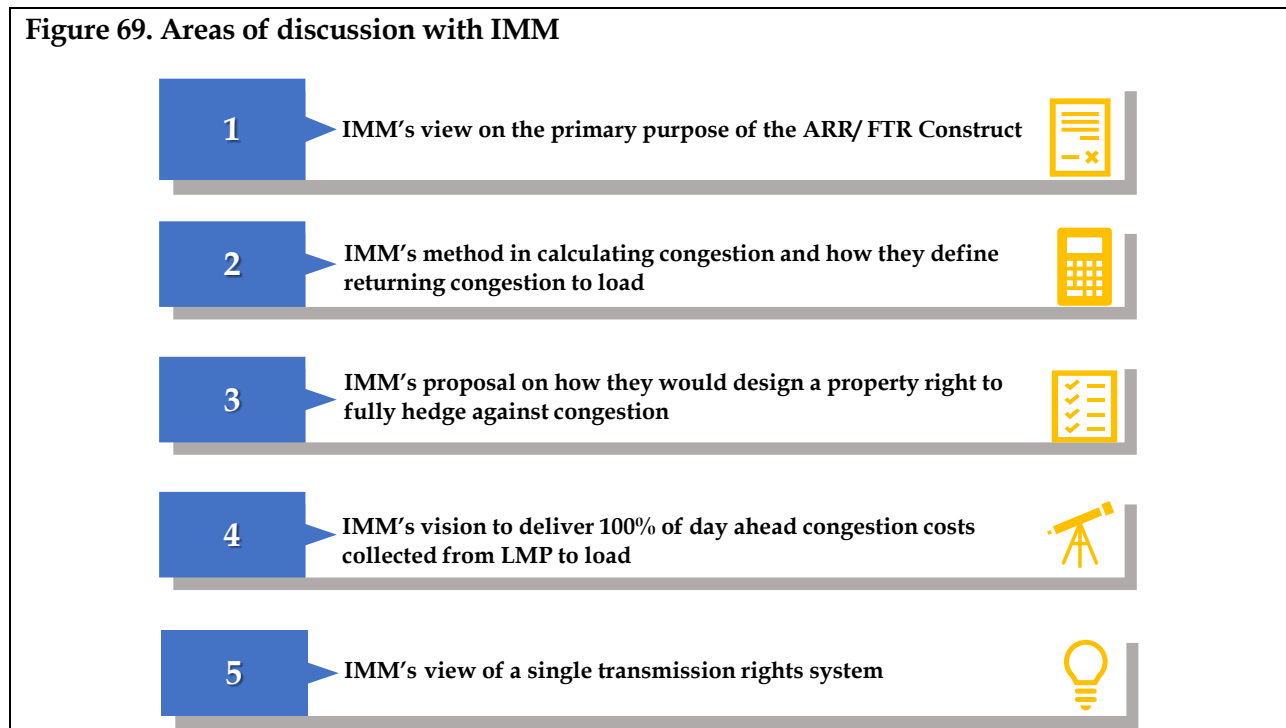 Figure 69. Areas of discussion with IMM
1
IMM's view on the primary purpose of the ARR/ FTR Construct
2
IMM's method in calculating congestion and how they define
returning congestion to load
3
IMM's proposal on how they would design a property right to
fully hedge against congestion
4
IMM's vision to deliver 100% of day ahead congestion costs
collected from LMP to load
5
IMM's view of a single transmission rights system